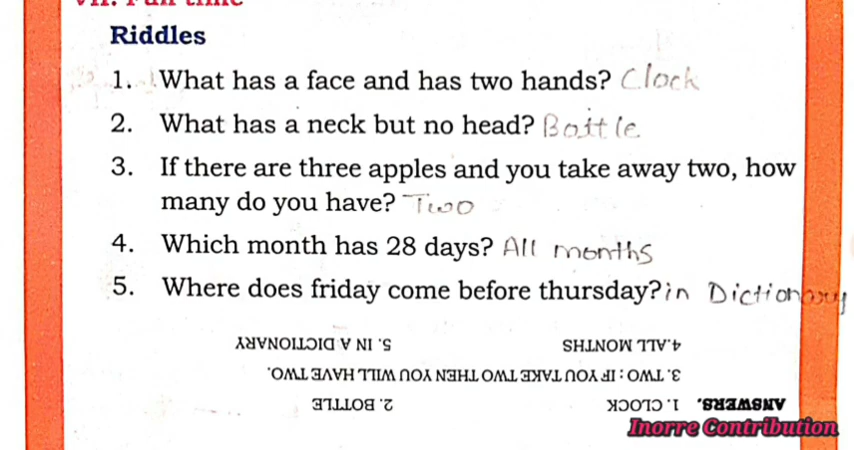 VII. Fun time
Riddles
1. What has a face and has two hands? Clock
2. What has a neck but no head? Bottle
3. If there are three apples and you take away two, how
many do you have? Two
4. Which month has 28 days? All months
5. Where does friday come before thursday? in Dictionary
ANSWERS. 1. CLOCK 2. BOTTLE
3. TWO : IF YOU TAKE TWO THEN YOU WILL HAVE TWO.
4. ALL MONTHS 5. IN A DICTIONARY
Inorre Contribution